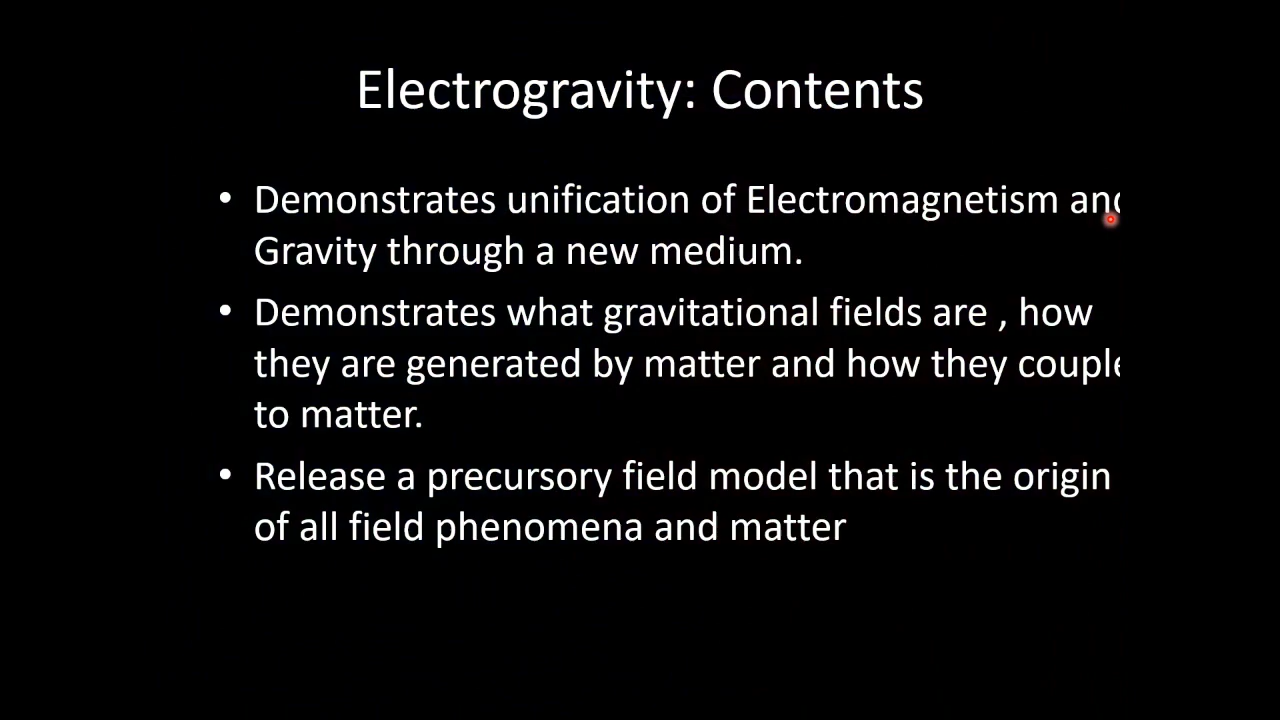 Electrogravity: Contents
• Demonstrates unification of Electromagnetism and
Gravity through a new medium.
• Demonstrates what gravitational fields are , how
they are generated by matter and how they couple
to matter.
• Release a precursory field model that is the origin
of all field phenomena and matter